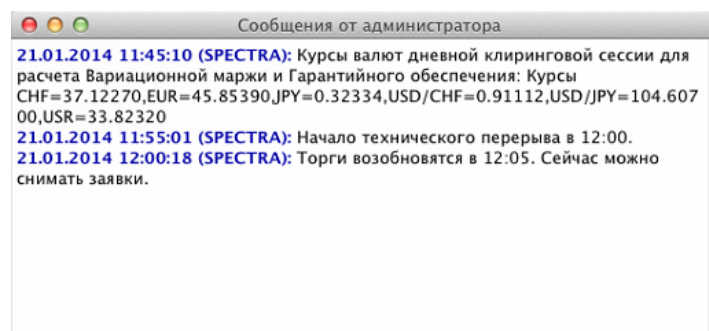 Сообщения от администратора
21.01.2014 11:45:10 (SPECTRA): Курсы валют дневной клиринговой сессии для
расчета Вариационной маржи и Гарантийного обеспечения: Курсы
CHF=37.12270,EUR=45.85390,JPY=0.32334,USD/CHF=0.91112,USD/JPY=104.607
00,USR=33.82320
21.01.2014 11:55:01 (SPECTRA): Начало технического перерыва в 12:00.
21.01.2014 12:00:18 (SPECTRA): Торги возобновятся в 12:05. Сейчас можно
снимать заявки.